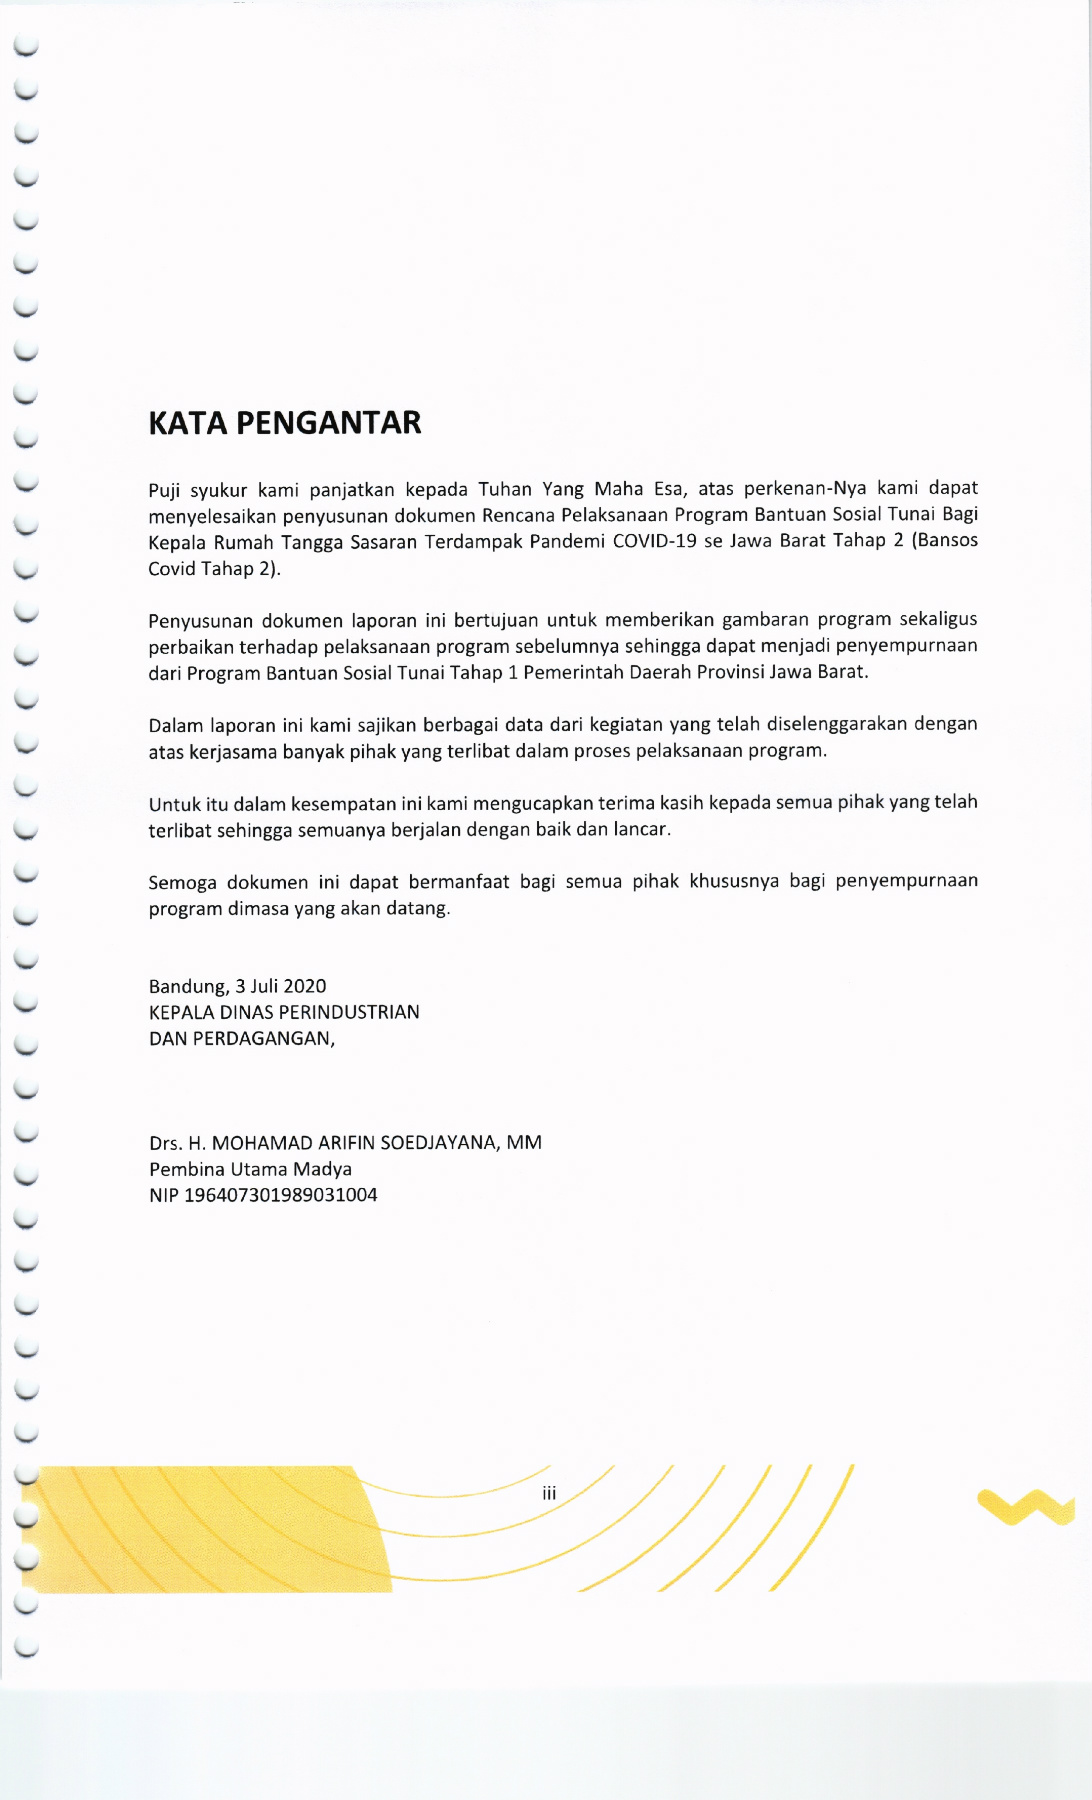 KATA PENGANTAR
Puji syukur kami panjatkan kepada Tuhan Yang Maha Esa, atas perkenan-Nya kami dapat
menyelesaikan penyusunan dokumen Rencana Pelaksanaan Program Bantuan Sosial Tunai Bagi
Kepala Rumah Tangga Sasaran Terdampak Pandemi COVID-19 se Jawa Barat Tahap 2 (Bansos
Covid Tahap 2).
Penyusunan dokumen laporan ini bertujuan untuk memberikan gambaran program sekaligus
perbaikan terhadap pelaksanaan program sebelumnya sehingga dapat menjadi penyempurnaan
dari Program Bantuan Sosial Tunai Tahap 1 Pemerintah Daerah Provinsi Jawa Barat.
Dalam laporan ini kami sajikan berbagai data dari kegiatan yang telah diselenggarakan dengan
atas kerjasama banyak pihak yang terlibat dalam proses pelaksanaan program.
Untuk itu dalam kesempatan ini kami mengucapkan terima kasih kepada semua pihak yang telah
terlibat sehingga semuanya berjalan dengan baik dan lancar.
Semoga dokumen ini dapat bermanfaat bagi semua pihak khususnya bagi penyempurnaan
program dimasa yang akan datang.
Bandung, 3 Juli 2020
KEPALA DINAS PERINDUSTRIAN
DAN PERDAGANGAN,
Drs. H. MOHAMAD ARIFIN SOEDJAYANA, MM
Pembina Utama Madya
NIP 196407301989031004
iii